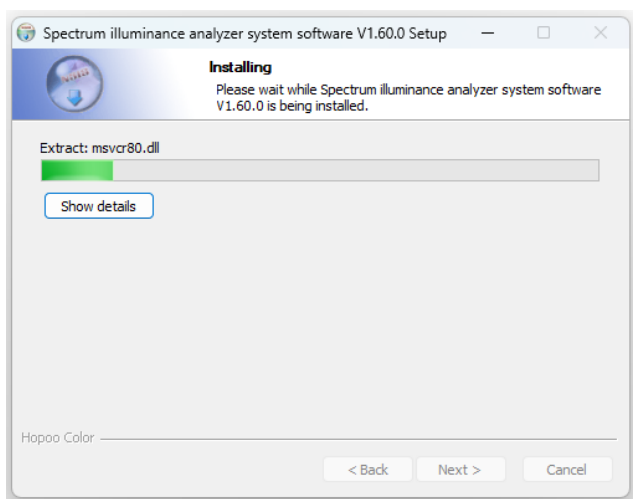 Spectrum illuminance analyzer system software V1.60.0 Setup
Installing
Please wait while Spectrum illuminance analyzer system software
V1.60.0 is being installed.
Extract: msvcr80.dll
Show details
Hopoo Color
< Back Next > Cancel